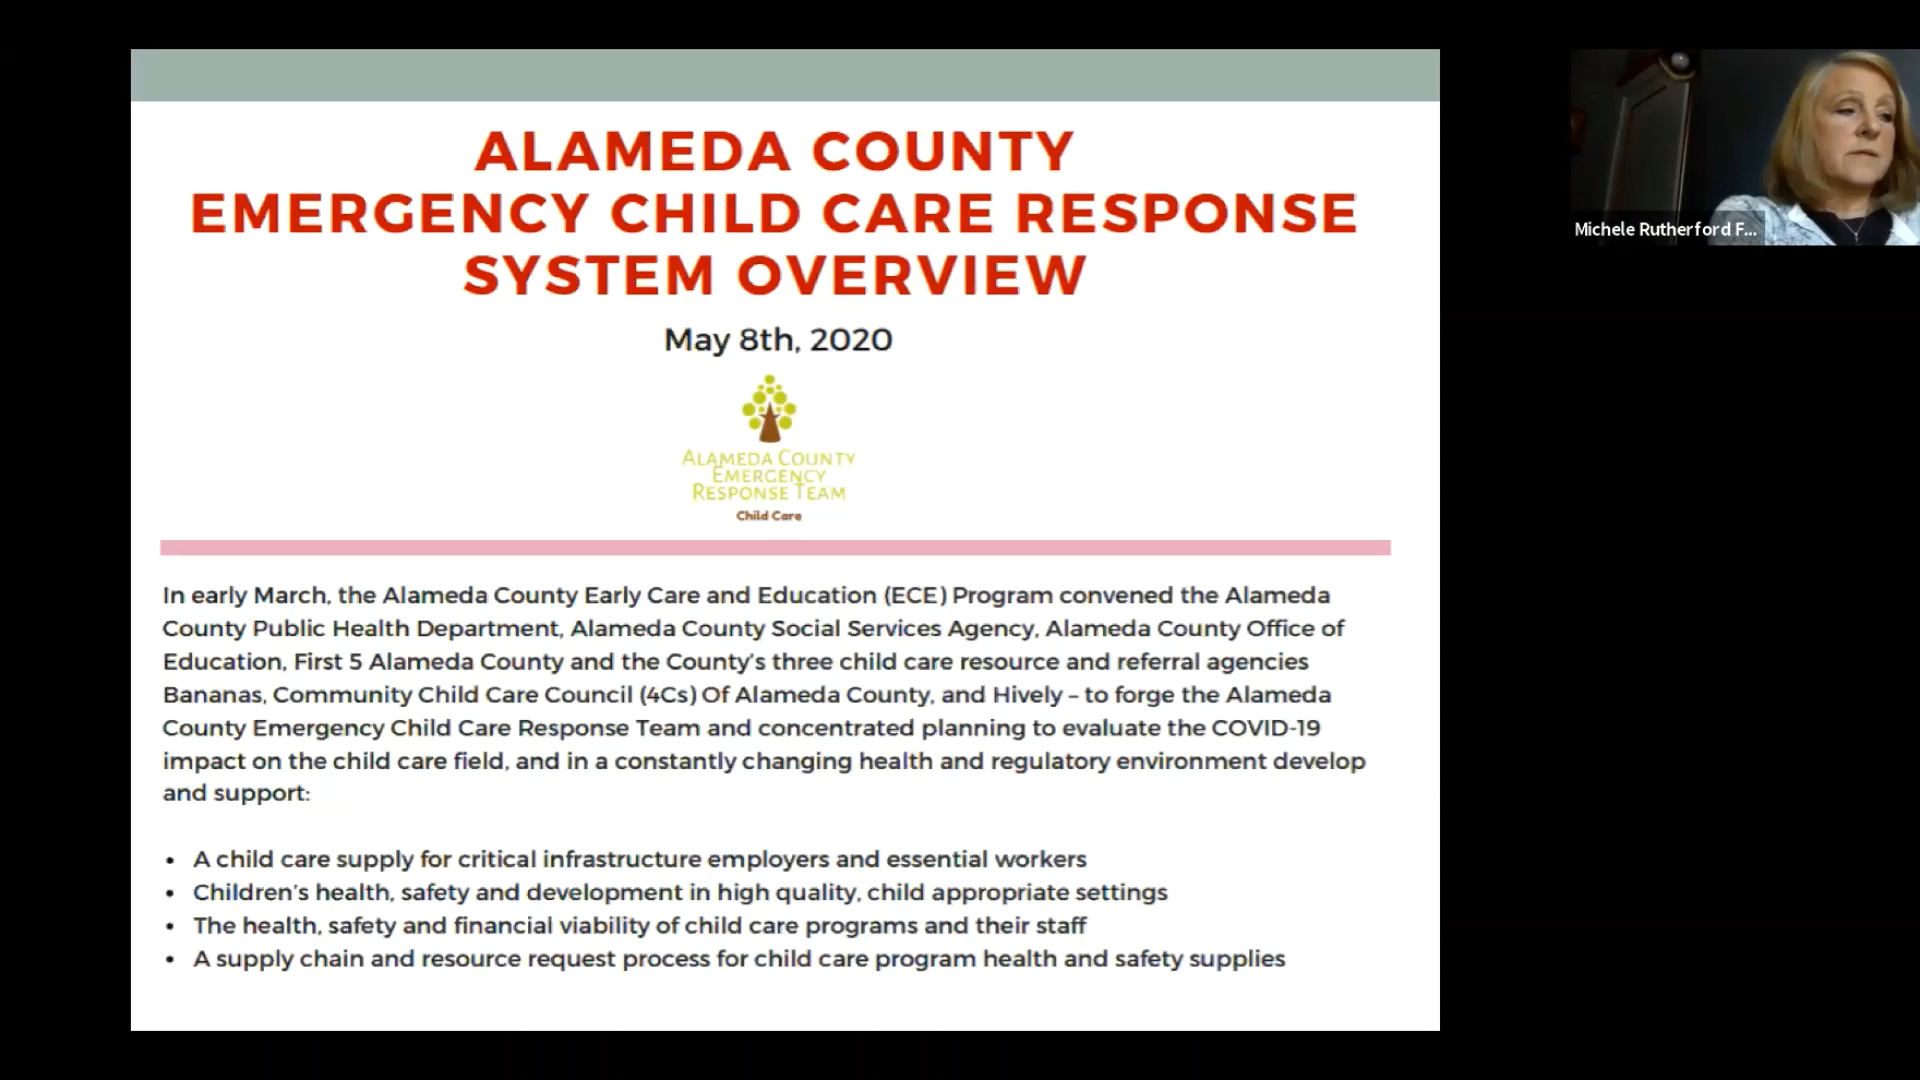 ALAMEDA COUNTY
EMERGENCY CHILD CARE RESPONSE
SYSTEM OVERVIEW
May 8th, 2020
ALAMEDA COUNTY
EMERGENCY
RESPONSE TEAM
Child Care
In early March, the Alameda County Early Care and Education (ECE) Program convened the Alameda
County Public Health Department, Alameda County Social Services Agency, Alameda County Office of
Education, First 5 Alameda County and the County's three child care resource and referral agencies
Bananas, Community Child Care Council (4Cs) Of Alameda County, and Hively – to forge the Alameda
County Emergency Child Care Response Team and concentrated planning to evaluate the COVID-19
impact on the child care field, and in a constantly changing health and regulatory environment develop
and support:
• A child care supply for critical infrastructure employers and essential workers
• Children's health, safety and development in high quality, child appropriate settings
• The health, safety and financial viability of child care programs and their staff
• A supply chain and resource request process for child care program health and safety supplies
Michele Rutherford F...